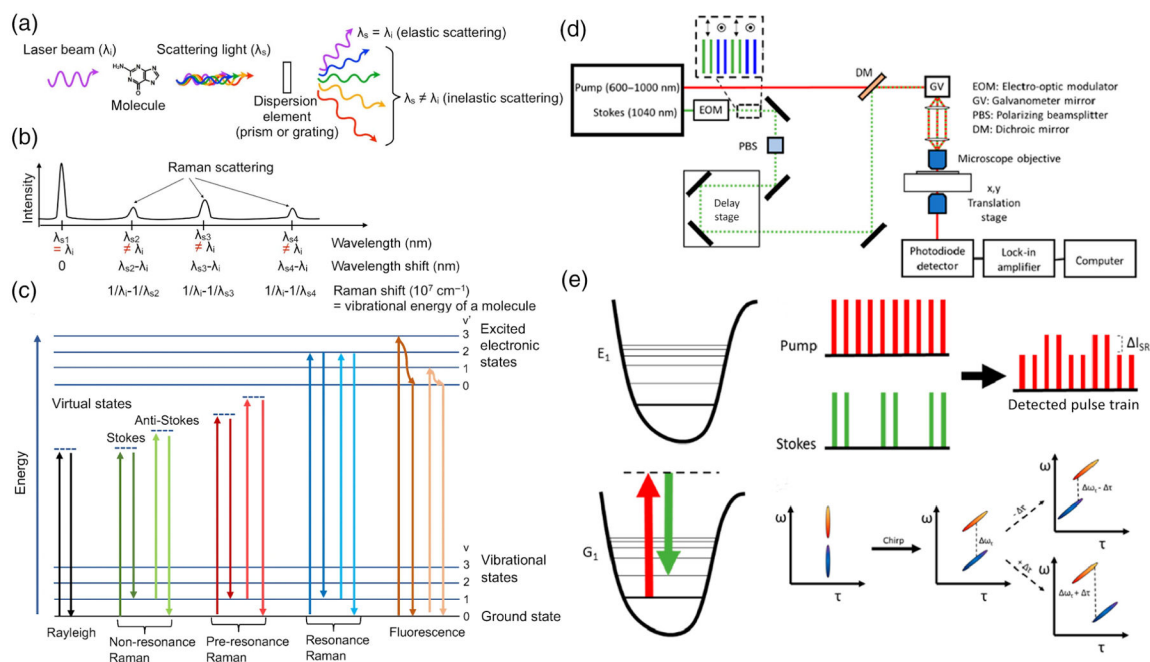 (a)
Laser beam (λi)
Molecule
Scattering light (λs)
Dispersion
element
(prism or grating)
λs = λi (elastic scattering)
λs ≠ λi (inelastic scattering)
(b)
Intensity
Raman scattering
λs1 λs2 λs3 λs4
= λi ≠ λi ≠ λi ≠ λi Wavelength (nm)
0 λs2-λi λs3-λi λs4-λi Wavelength shift (nm)
1/λi-1/λs2 1/λi-1/λs3 1/λi-1/λs4 Raman shift (10⁷ cm⁻¹)
= vibrational energy of a molecule
(c)
Energy
v'
3 Excited
2 electronic
1 states
0
Virtual states
Stokes
Anti-Stokes
v
3 Vibrational
2 states
1
0 Ground state
Rayleigh
Non-resonance
Raman
Pre-resonance
Raman
Resonance
Raman
Fluorescence
(d)
Pump (600–1000 nm)
Stokes (1040 nm)
EOM
PBS
Delay
stage
DM
GV
EOM: Electro-optic modulator
GV: Galvanometer mirror
PBS: Polarizing beamsplitter
DM: Dichroic mirror
Microscope objective
x,y
Translation
stage
Photodiode
detector
Lock-in
amplifier
Computer
(e)
E1
G1
Pump
Stokes
ΔISR
Detected pulse train
ω
τ
Chirp
ω
Δωt
τ
- Δτ
+ Δτ
ω
Δωt - Δτ
τ
ω
Δωt + Δτ
τ